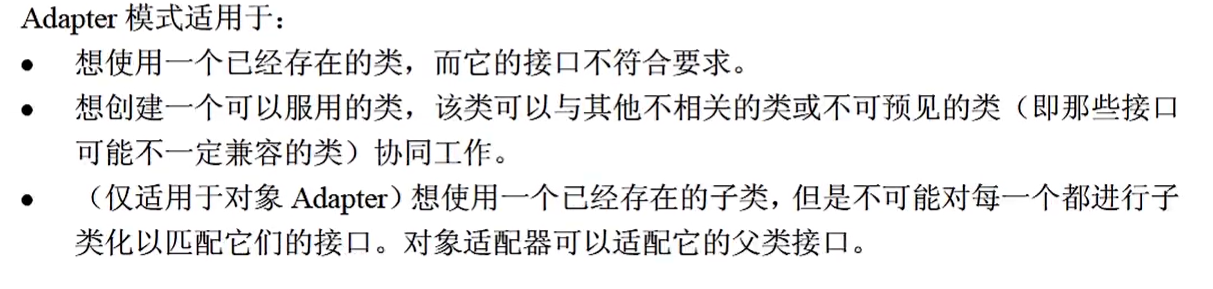 Adapter 模式适用于：
● 想使用一个已经存在的类，而它的接口不符合要求。
● 想创建一个可以服用的类，该类可以与其他不相关的类或不可预见的类（即那些接口
可能不一定兼容的类）协同工作。
● （仅适用于对象 Adapter）想使用一个已经存在的子类，但是不可能对每一个都进行子
类化以匹配它们的接口。对象适配器可以适配它的父类接口。